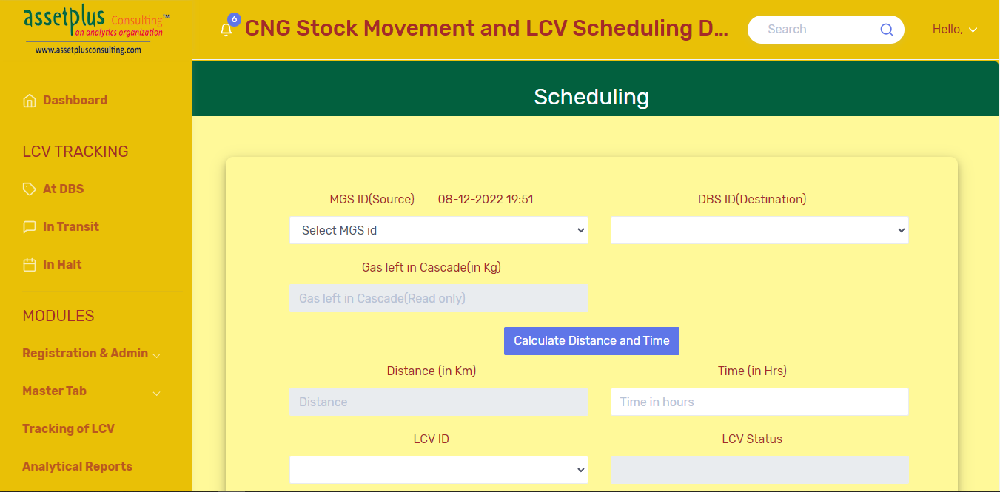 assetplus Consulting™
an analytics organization
www.assetplusconsulting.com
6
CNG Stock Movement and LCV Scheduling D...
Search
Hello,
Dashboard
LCV TRACKING
At DBS
In Transit
In Halt
MODULES
Registration & Admin
Master Tab
Tracking of LCV
Analytical Reports
Scheduling
MGS ID(Source) 08-12-2022 19:51
DBS ID(Destination)
Select MGS id
Gas left in Cascade(in Kg)
Gas left in Cascade(Read only)
Calculate Distance and Time
Distance (in Km)
Time (in Hrs)
Distance
Time in hours
LCV ID
LCV Status